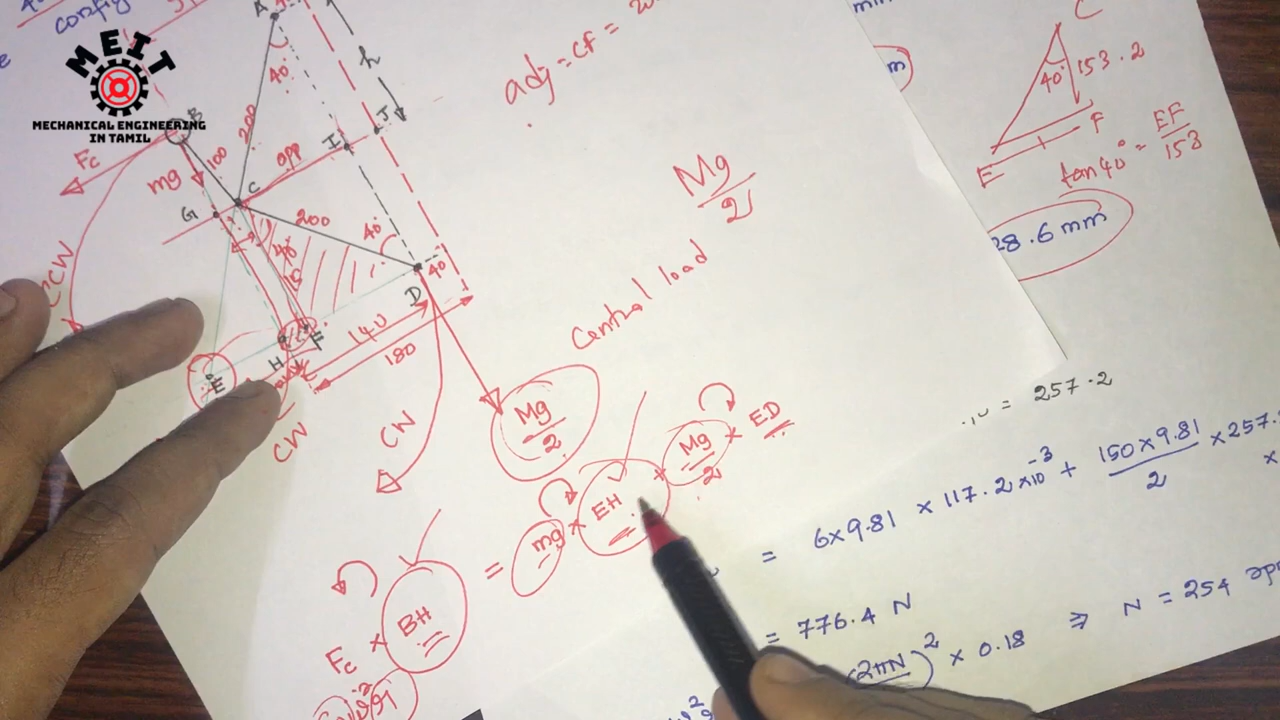 config
MEIT
MECHANICAL ENGINEERING
IN TAMIL
A
40°
h
J
I
B
Fc
mg
100
200
opp
C
G
200
40°
40
D
CCW
E
H
F
140
180
CW
CW
adj = CF =
Mg
2
Central load
Mg
2
Fc × BH = mg × EH + Mg × ED
2
C
40°
153.2
F
E
tan 40° = EF
153
28.6 mm
= 257.2
= 6×9.81 × 117.2×10⁻³ + 150×9.81 × 257.
2
= 776.4 N
(2πN)² × 0.18 ⇒ N = 254